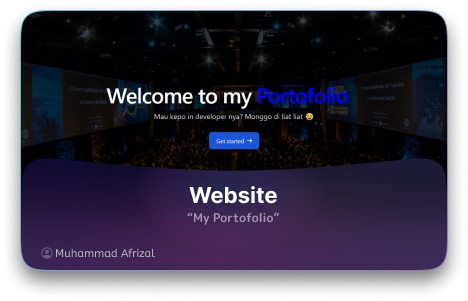 Welcome to my Portofolio
Mau kepo in developer nya? Monggo di liat liat 😄
Get started →
Website
“My Portofolio”
Muhammad Afrizal